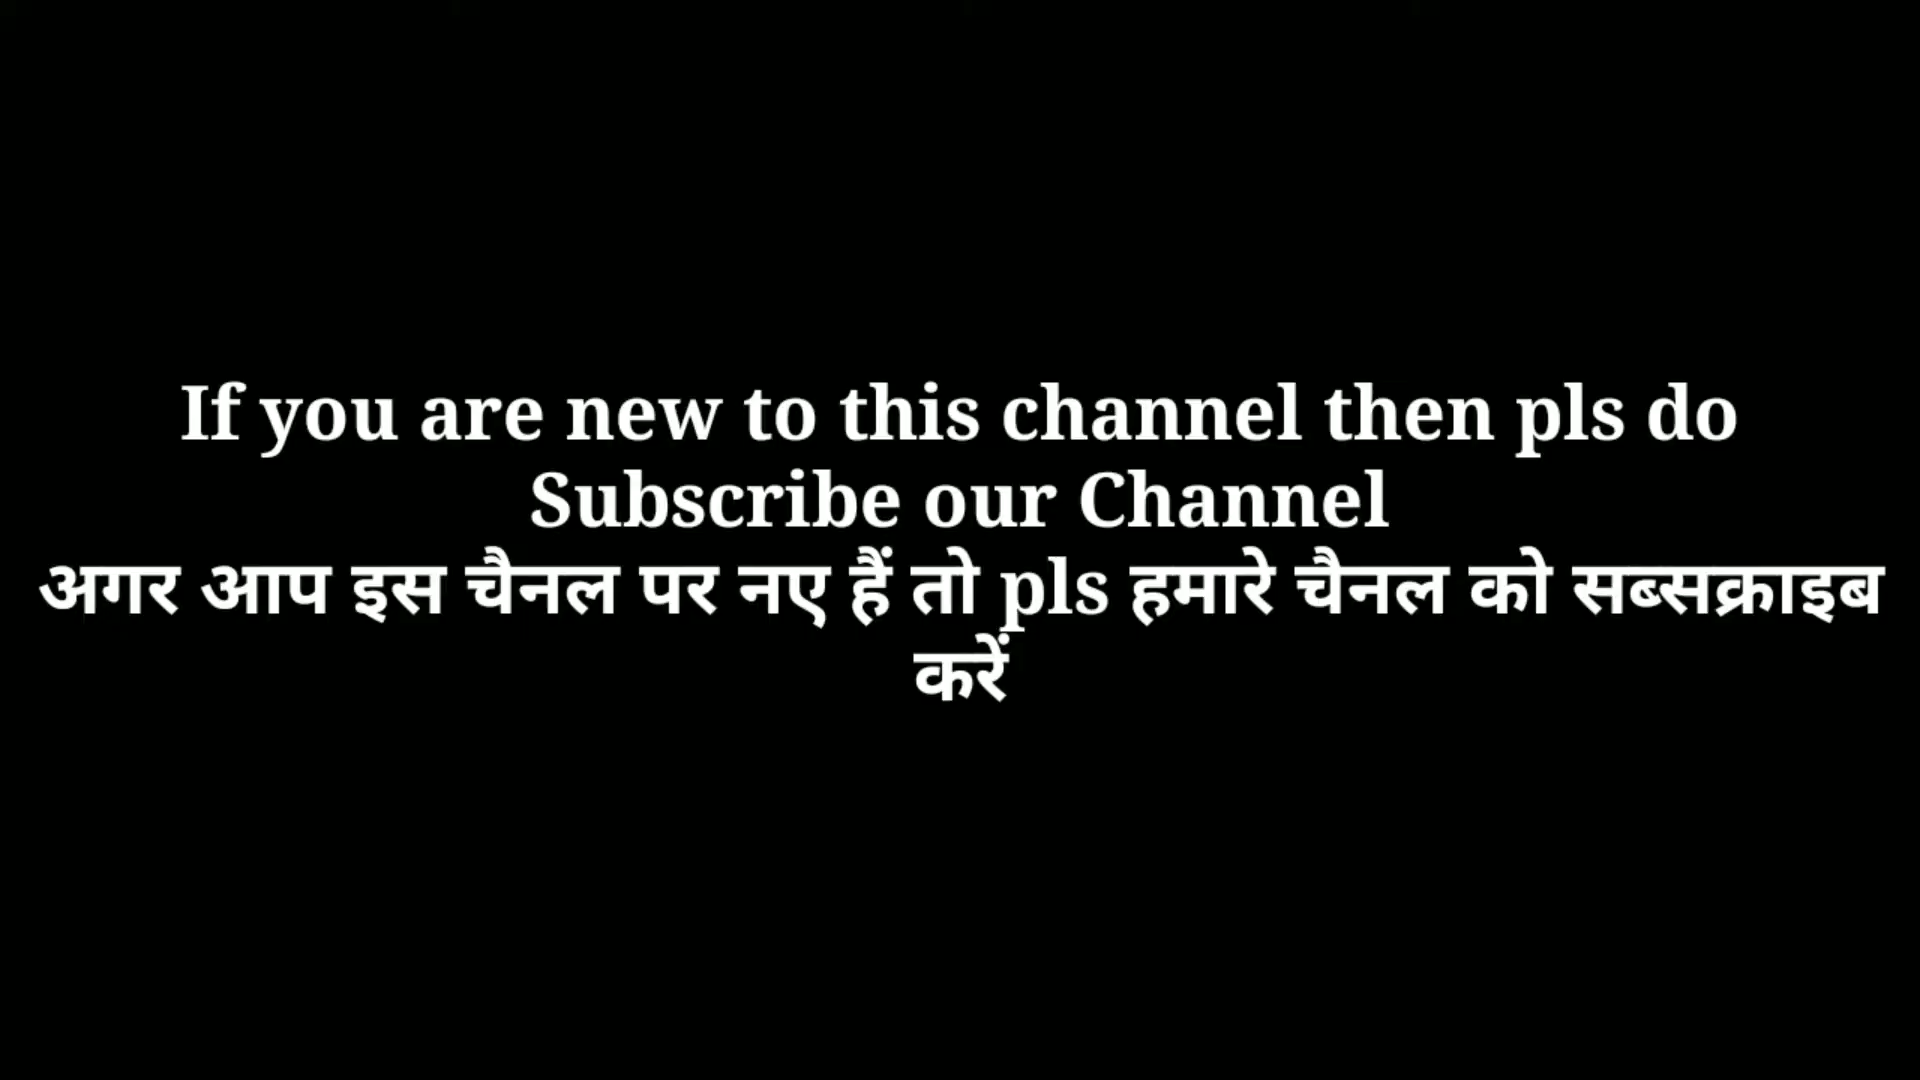 If you are new to this channel then pls do
Subscribe our Channel
अगर आप इस चैनल पर नए हैं तो pls हमारे चैनल को सब्सक्राइब
करें